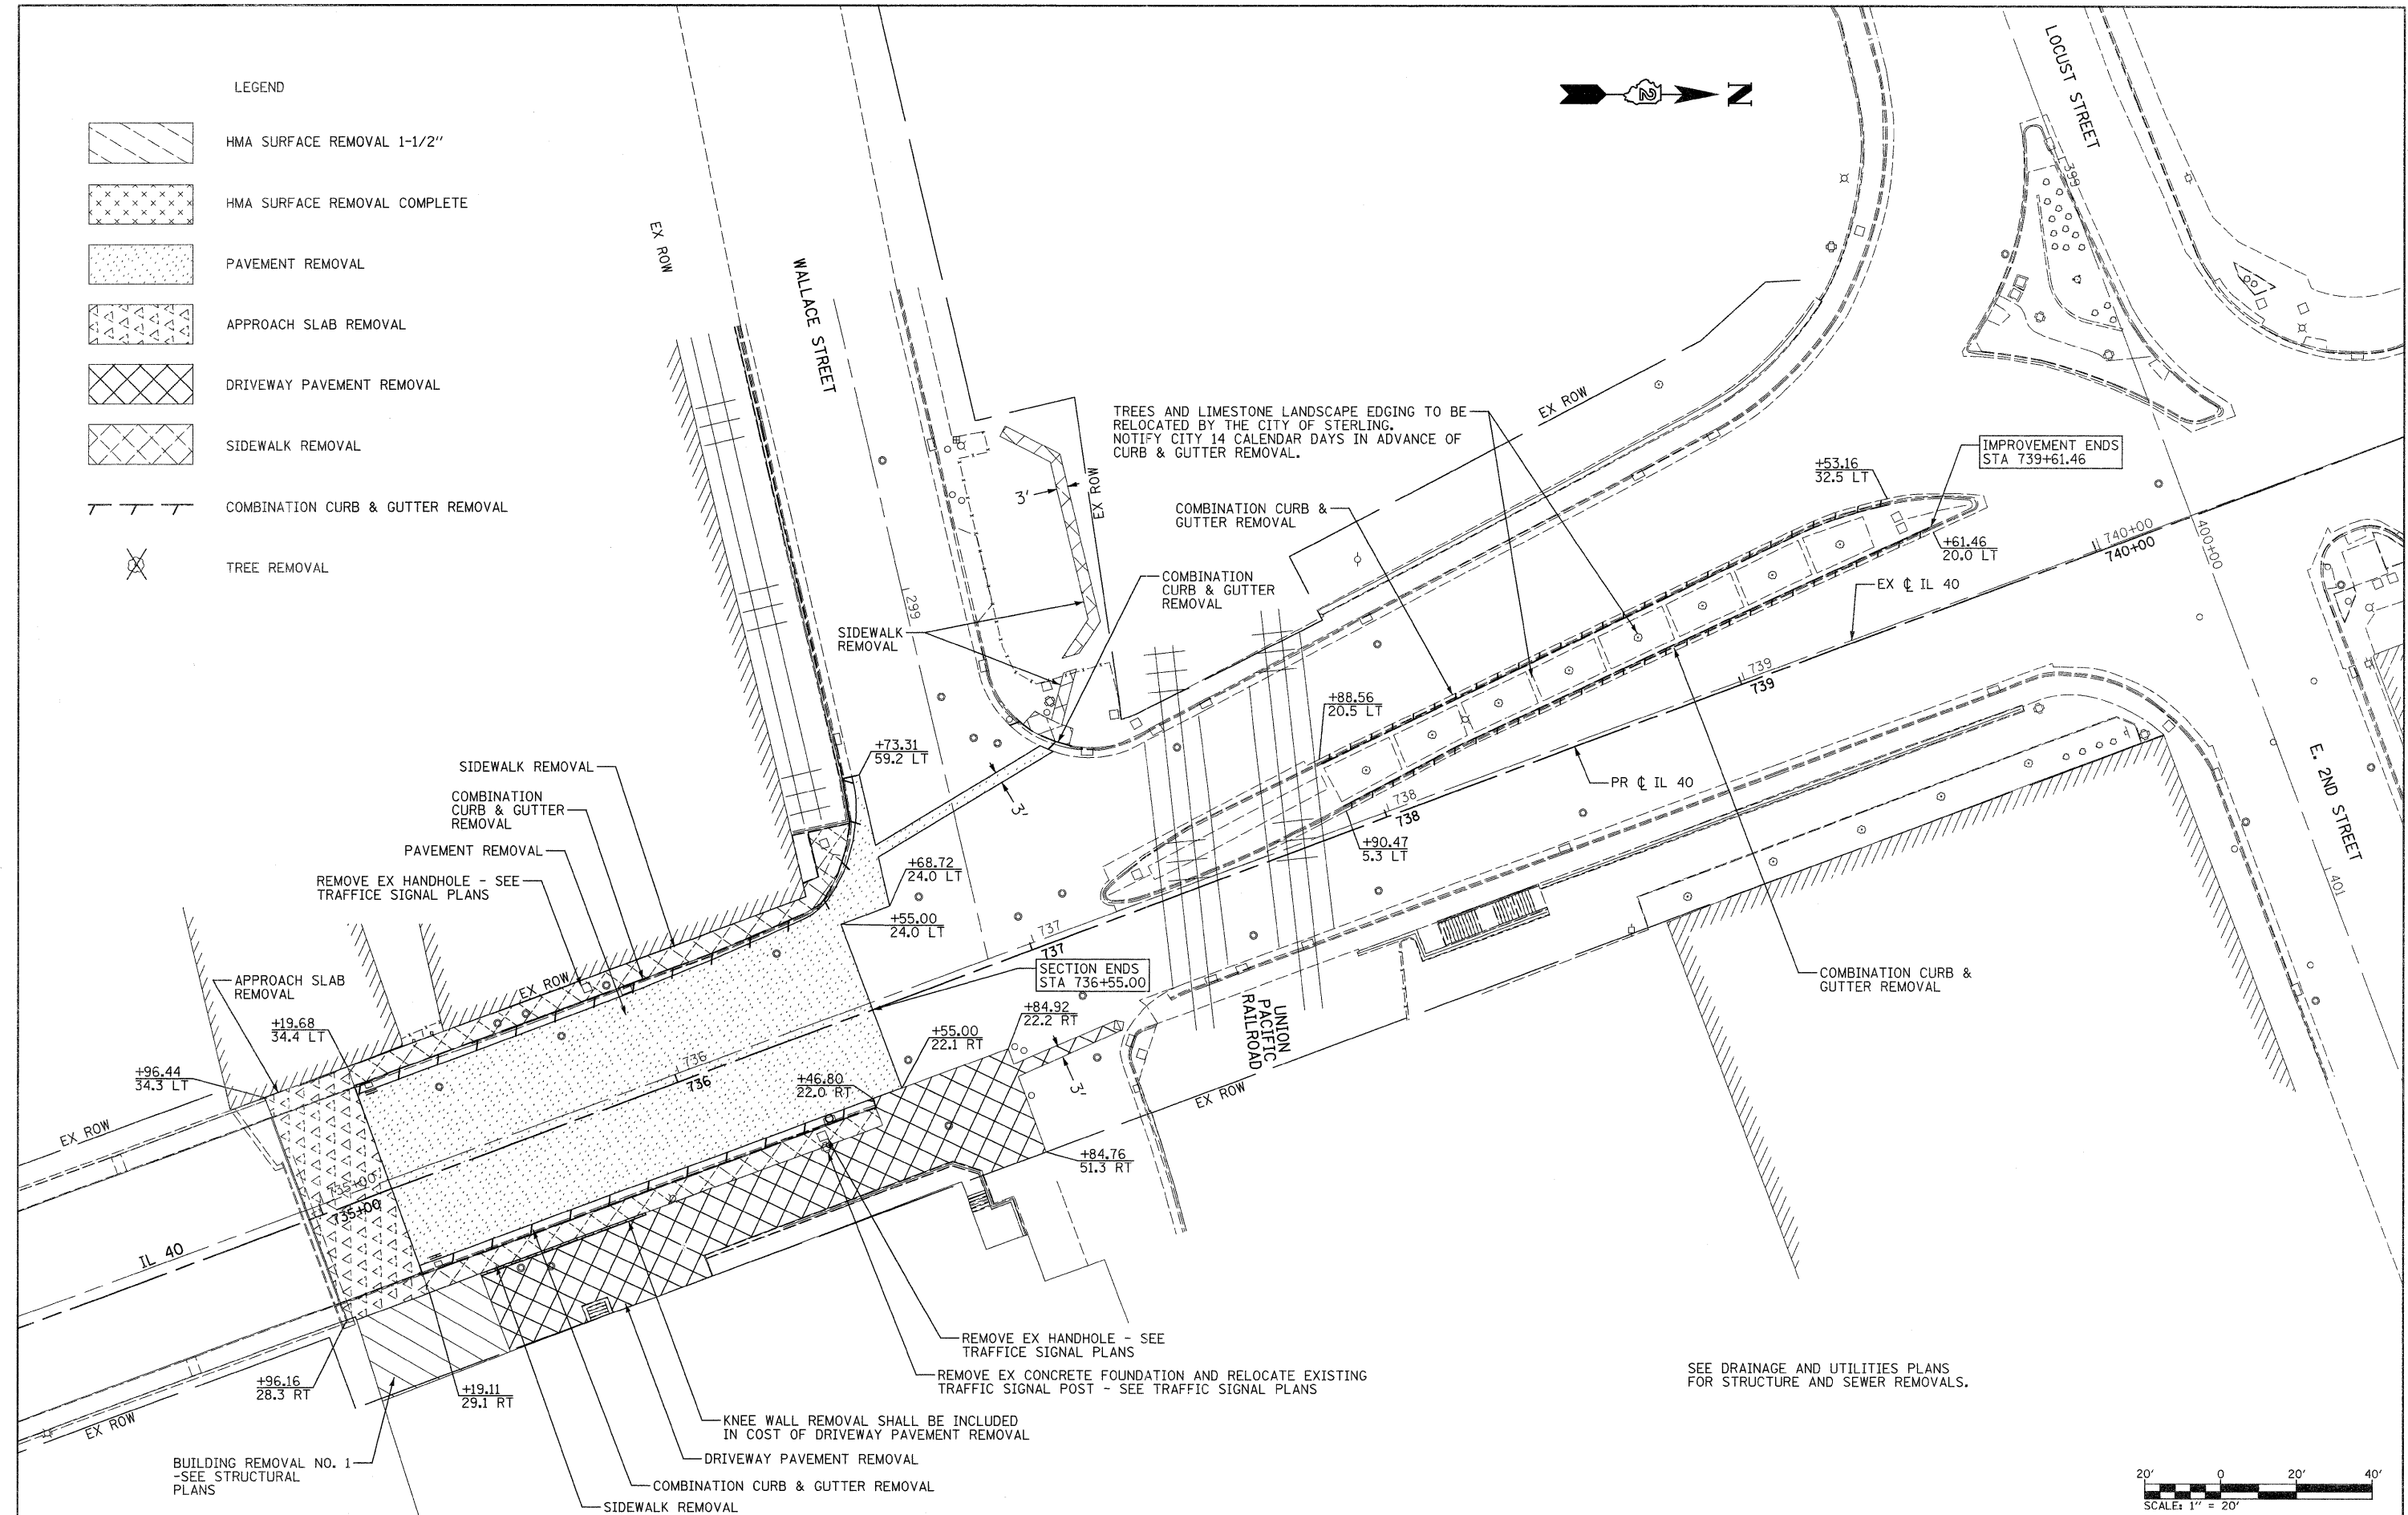 LEGEND
HMA SURFACE REMOVAL 1-1/2"
HMA SURFACE REMOVAL COMPLETE
PAVEMENT REMOVAL
APPROACH SLAB REMOVAL
DRIVEWAY PAVEMENT REMOVAL
SIDEWALK REMOVAL
COMBINATION CURB & GUTTER REMOVAL
TREE REMOVAL
2
N
LOCUST STREET
399
EX ROW
WALLACE STREET
299
3'
EX ROW
TREES AND LIMESTONE LANDSCAPE EDGING TO BE
RELOCATED BY THE CITY OF STERLING.
NOTIFY CITY 14 CALENDAR DAYS IN ADVANCE OF
CURB & GUTTER REMOVAL.
EX ROW
COMBINATION CURB &
GUTTER REMOVAL
+53.16
32.5 LT
IMPROVEMENT ENDS
STA 739+61.46
+61.46
20.0 LT
740+00
740+00
400+00
EX ℄ IL 40
COMBINATION
CURB & GUTTER
REMOVAL
SIDEWALK
REMOVAL
739
739
+88.56
20.5 LT
PR ℄ IL 40
738
738
+90.47
5.3 LT
E. 2ND STREET
401
+73.31
59.2 LT
3'
SIDEWALK REMOVAL
COMBINATION
CURB & GUTTER
REMOVAL
PAVEMENT REMOVAL
REMOVE EX HANDHOLE - SEE
TRAFFICE SIGNAL PLANS
+68.72
24.0 LT
+55.00
24.0 LT
737
737
SECTION ENDS
STA 736+55.00
COMBINATION CURB &
GUTTER REMOVAL
APPROACH SLAB
REMOVAL
EX ROW
+19.68
34.4 LT
+96.44
34.3 LT
+84.92
22.2 RT
UNION
PACIFIC
RAILROAD
+55.00
22.1 RT
736
736
+46.80
22.0 RT
3'
EX ROW
EX ROW
+84.76
51.3 RT
735+00
735+00
IL 40
REMOVE EX HANDHOLE - SEE
TRAFFICE SIGNAL PLANS
REMOVE EX CONCRETE FOUNDATION AND RELOCATE EXISTING
TRAFFIC SIGNAL POST - SEE TRAFFIC SIGNAL PLANS
SEE DRAINAGE AND UTILITIES PLANS
FOR STRUCTURE AND SEWER REMOVALS.
+96.16
28.3 RT
+19.11
29.1 RT
EX ROW
KNEE WALL REMOVAL SHALL BE INCLUDED
IN COST OF DRIVEWAY PAVEMENT REMOVAL
DRIVEWAY PAVEMENT REMOVAL
BUILDING REMOVAL NO. 1
-SEE STRUCTURAL
PLANS
COMBINATION CURB & GUTTER REMOVAL
SIDEWALK REMOVAL
20' 0 20' 40'
SCALE: 1" = 20'